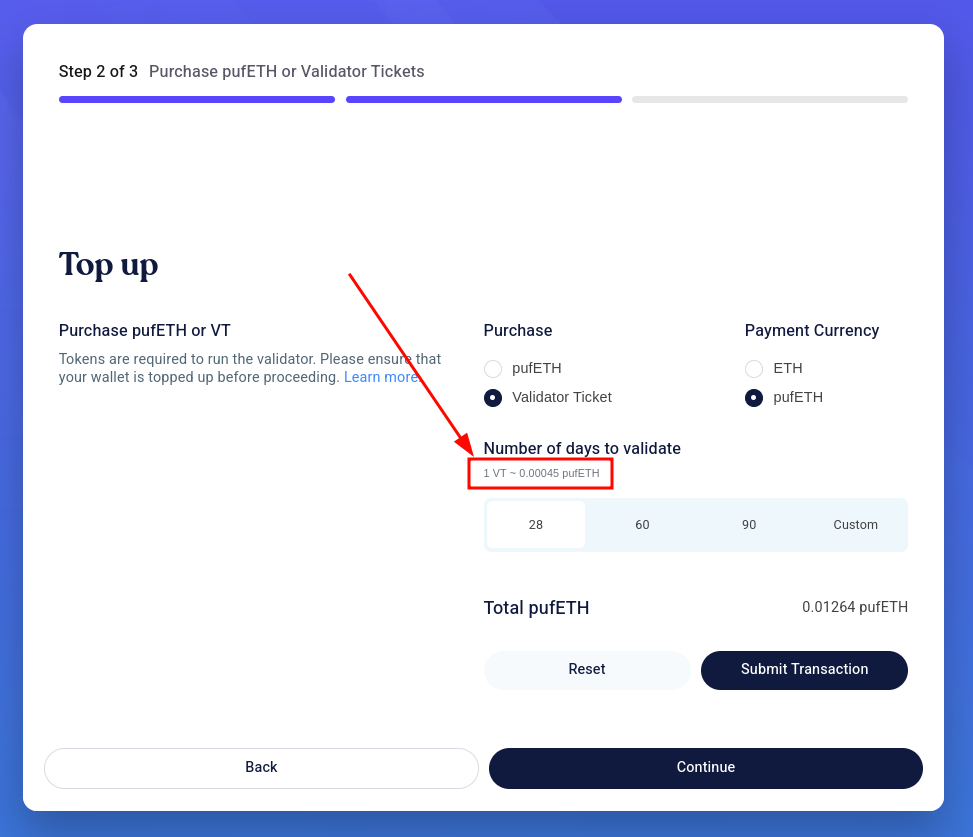 Step 2 of 3 Purchase pufETH or Validator Tickets
Top up
Purchase pufETH or VT
Tokens are required to run the validator. Please ensure that
your wallet is topped up before proceeding. Learn more.
Purchase
pufETH
Validator Ticket
Payment Currency
ETH
pufETH
Number of days to validate
1 VT ~ 0.00045 pufETH
28 60 90 Custom
Total pufETH 0.01264 pufETH
Reset Submit Transaction
Back Continue